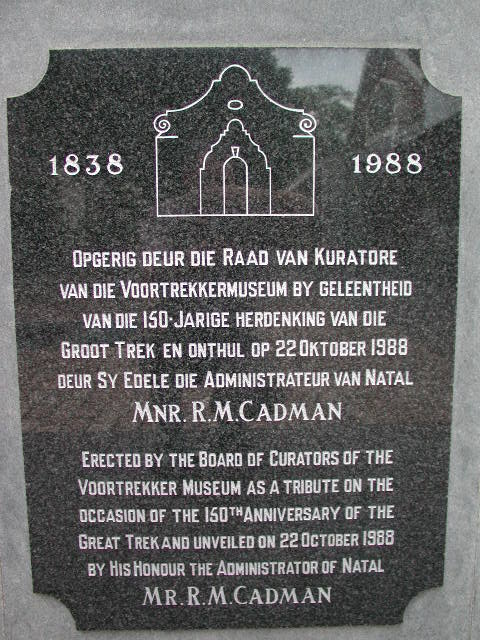 1838 1988
OPGERIG DEUR DIE RAAD VAN KURATORE
VAN DIE VOORTREKKERMUSEUM BY GELEENTHEID
VAN DIE 150-JARIGE HERDENKING VAN DIE
GROOT TREK EN ONTHUL OP 22 OKTOBER 1988
DEUR SY EDELE DIE ADMINISTRATEUR VAN NATAL
MNR. R.M. CADMAN
ERECTED BY THE BOARD OF CURATORS OF THE
VOORTREKKER MUSEUM AS A TRIBUTE ON THE
OCCASION OF THE 150TH ANNIVERSARY OF THE
GREAT TREK AND UNVEILED ON 22 OCTOBER 1988
BY HIS HONOUR THE ADMINISTRATOR OF NATAL
MR. R.M. CADMAN